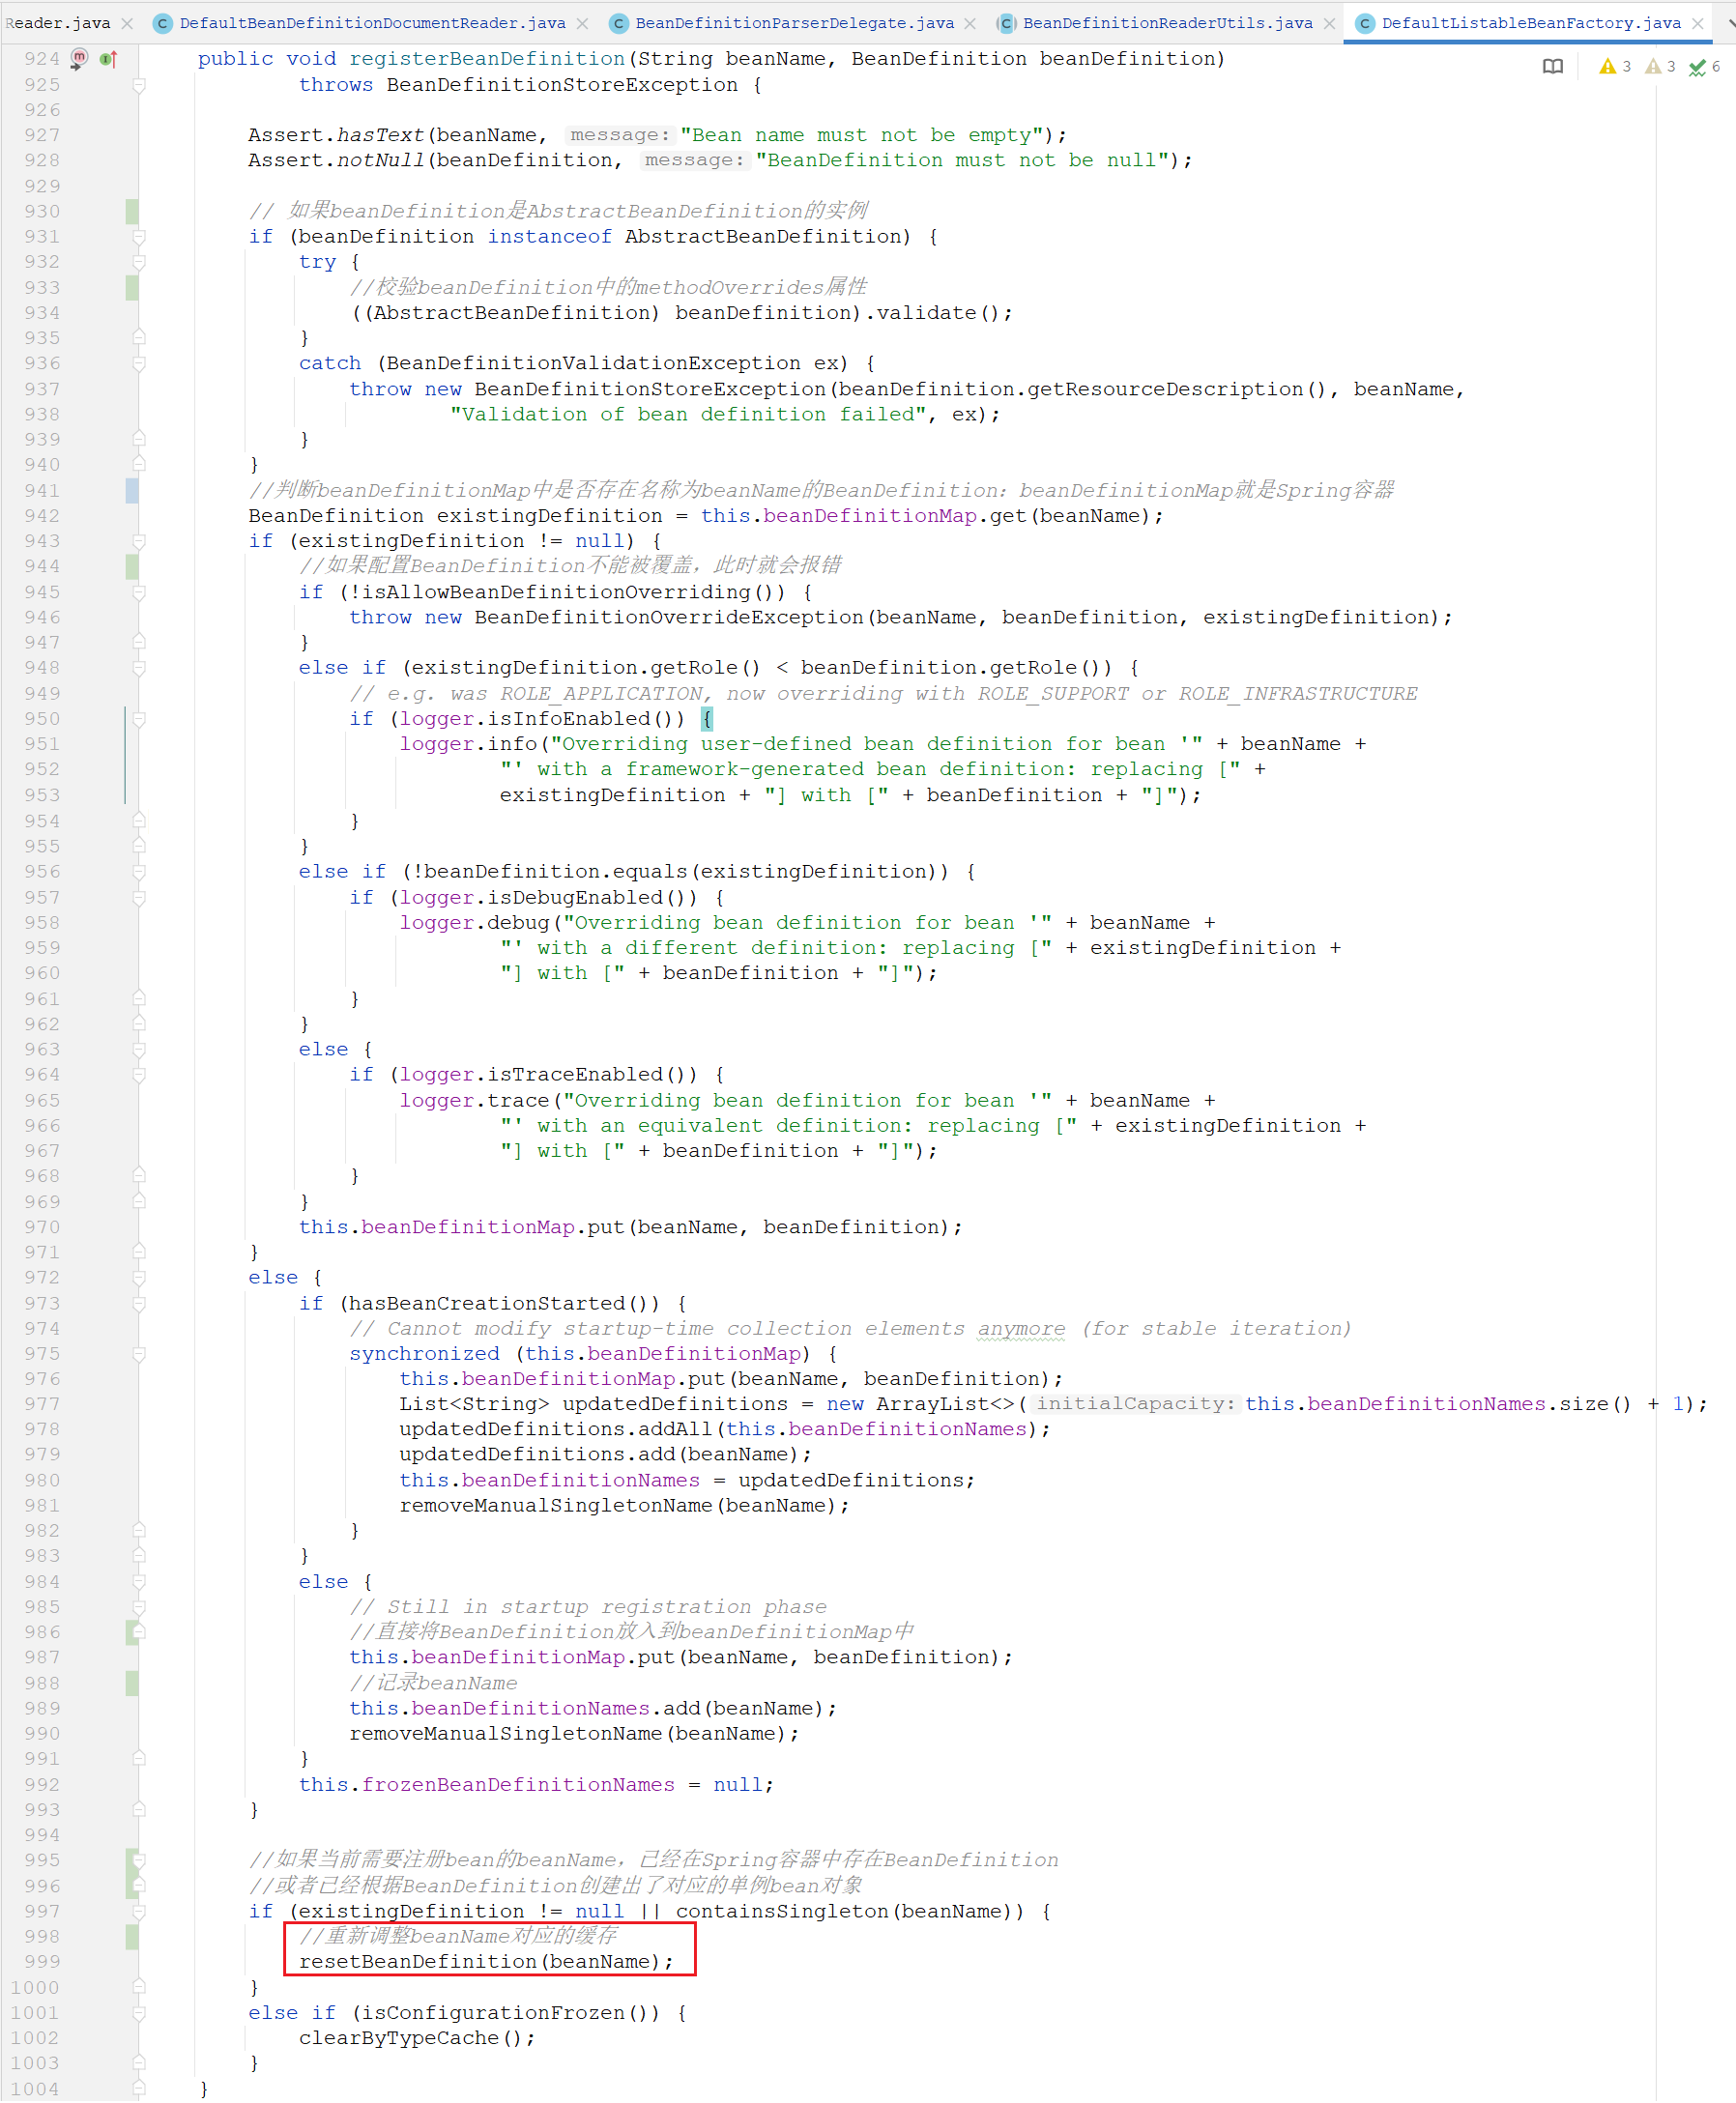 Reader.java DefaultBeanDefinitionDocumentReader.java BeanDefinitionParserDelegate.java BeanDefinitionReaderUtils.java DefaultListableBeanFactory.java
924 public void registerBeanDefinition(String beanName, BeanDefinition beanDefinition) 3 3 6
925 throws BeanDefinitionStoreException {
926
927 Assert.hasText(beanName, message: "Bean name must not be empty");
928 Assert.notNull(beanDefinition, message: "BeanDefinition must not be null");
929
930 // 如果beanDefinition是AbstractBeanDefinition的实例
931 if (beanDefinition instanceof AbstractBeanDefinition) {
932 try {
933 //校验beanDefinition中的methodOverrides属性
934 ((AbstractBeanDefinition) beanDefinition).validate();
935 }
936 catch (BeanDefinitionValidationException ex) {
937 throw new BeanDefinitionStoreException(beanDefinition.getResourceDescription(), beanName,
938 "Validation of bean definition failed", ex);
939 }
940 }
941 //判断beanDefinitionMap中是否存在名称为beanName的BeanDefinition：beanDefinitionMap就是Spring容器
942 BeanDefinition existingDefinition = this.beanDefinitionMap.get(beanName);
943 if (existingDefinition != null) {
944 //如果配置BeanDefinition不能被覆盖，此时就会报错
945 if (!isAllowBeanDefinitionOverriding()) {
946 throw new BeanDefinitionOverrideException(beanName, beanDefinition, existingDefinition);
947 }
948 else if (existingDefinition.getRole() < beanDefinition.getRole()) {
949 // e.g. was ROLE_APPLICATION, now overriding with ROLE_SUPPORT or ROLE_INFRASTRUCTURE
950 if (logger.isInfoEnabled()) {
951 logger.info("Overriding user-defined bean definition for bean '" + beanName +
952 "' with a framework-generated bean definition: replacing [" +
953 existingDefinition + "] with [" + beanDefinition + "]");
954 }
955 }
956 else if (!beanDefinition.equals(existingDefinition)) {
957 if (logger.isDebugEnabled()) {
958 logger.debug("Overriding bean definition for bean '" + beanName +
959 "' with a different definition: replacing [" + existingDefinition +
960 "] with [" + beanDefinition + "]");
961 }
962 }
963 else {
964 if (logger.isTraceEnabled()) {
965 logger.trace("Overriding bean definition for bean '" + beanName +
966 "' with an equivalent definition: replacing [" + existingDefinition +
967 "] with [" + beanDefinition + "]");
968 }
969 }
970 this.beanDefinitionMap.put(beanName, beanDefinition);
971 }
972 else {
973 if (hasBeanCreationStarted()) {
974 // Cannot modify startup-time collection elements anymore (for stable iteration)
975 synchronized (this.beanDefinitionMap) {
976 this.beanDefinitionMap.put(beanName, beanDefinition);
977 List<String> updatedDefinitions = new ArrayList<>( initialCapacity: this.beanDefinitionNames.size() + 1);
978 updatedDefinitions.addAll(this.beanDefinitionNames);
979 updatedDefinitions.add(beanName);
980 this.beanDefinitionNames = updatedDefinitions;
981 removeManualSingletonName(beanName);
982 }
983 }
984 else {
985 // Still in startup registration phase
986 //直接将BeanDefinition放入到beanDefinitionMap中
987 this.beanDefinitionMap.put(beanName, beanDefinition);
988 //记录beanName
989 this.beanDefinitionNames.add(beanName);
990 removeManualSingletonName(beanName);
991 }
992 this.frozenBeanDefinitionNames = null;
993 }
994
995 //如果当前需要注册bean的beanName，已经在Spring容器中存在BeanDefinition
996 //或者已经根据BeanDefinition创建出了对应的单例bean对象
997 if (existingDefinition != null || containsSingleton(beanName)) {
998 //重新调整beanName对应的缓存
999 resetBeanDefinition(beanName);
1000 }
1001 else if (isConfigurationFrozen()) {
1002 clearByTypeCache();
1003 }
1004 }